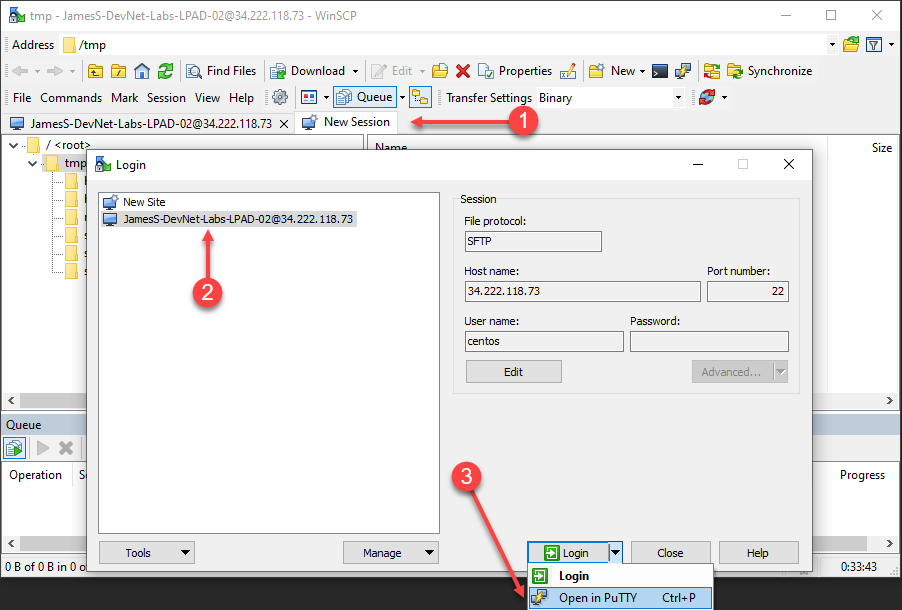 tmp - JamesS-DevNet-Labs-LPAD-02@34.222.118.73 - WinSCP
Address /tmp
Find Files Download Edit Properties New Synchronize
File Commands Mark Session View Help Queue Transfer Settings Binary
JamesS-DevNet-Labs-LPAD-02@34.222.118.73 New Session 1
/ <root> Name Size
tmp
Login
New Site
JamesS-DevNet-Labs-LPAD-02@34.222.118.73
2
Session
File protocol:
SFTP
Host name: Port number:
34.222.118.73 22
User name: Password:
centos
Edit Advanced...
Queue
Operation Progress
3
Tools Manage Login Close Help
0 B of 0 B in 0 0:33:43
Login
Open in PuTTY Ctrl+P